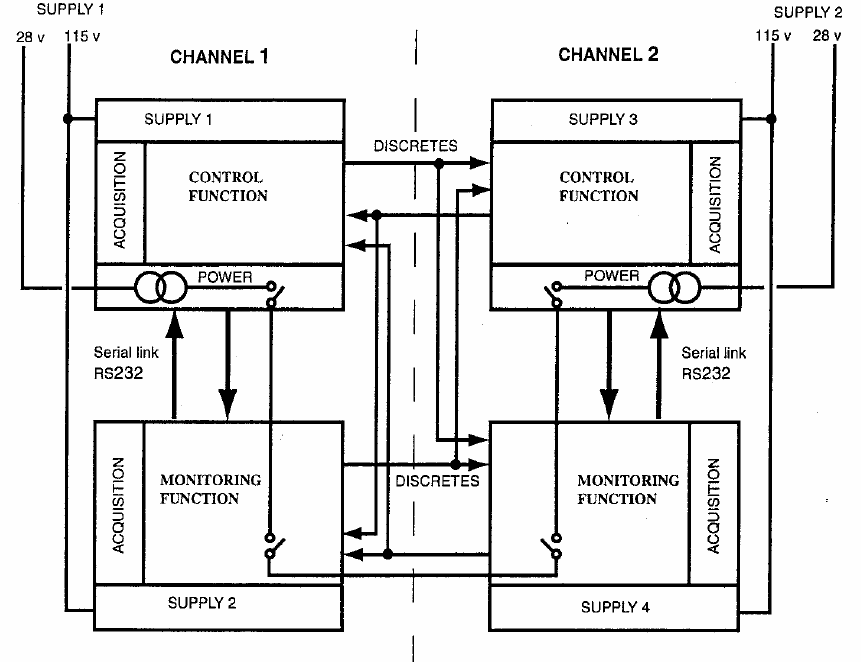 SUPPLY 1
SUPPLY 2
28 v 115 v
115 v 28 v
CHANNEL 1
CHANNEL 2
SUPPLY 1
SUPPLY 3
DISCRETES
ACQUISITION
CONTROL
FUNCTION
CONTROL
FUNCTION
ACQUISITION
POWER
POWER
Serial link
RS232
Serial link
RS232
ACQUISITION
MONITORING
FUNCTION
DISCRETES
MONITORING
FUNCTION
ACQUISITION
SUPPLY 2
SUPPLY 4